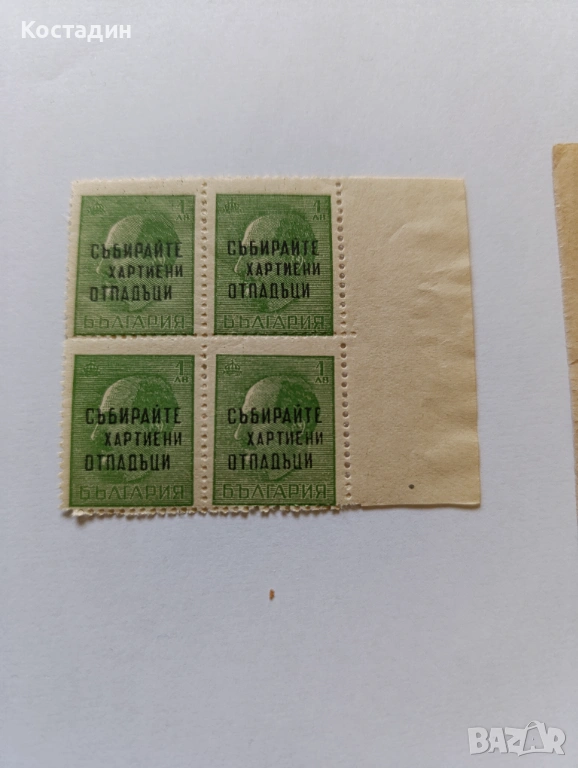 Костадин
1 ЛВ
СЪБИРАЙТЕ
ХАРТИЕНИ
ОТПАДЪЦИ
БЪЛГАРИЯ
1 ЛВ
СЪБИРАЙТЕ
ХАРТИЕНИ
ОТПАДЪЦИ
БЪЛГАРИЯ
1 ЛВ
СЪБИРАЙТЕ
ХАРТИЕНИ
ОТПАДЪЦИ
БЪЛГАРИЯ
1 ЛВ
СЪБИРАЙТЕ
ХАРТИЕНИ
ОТПАДЪЦИ
БЪЛГАРИЯ
BAZAR